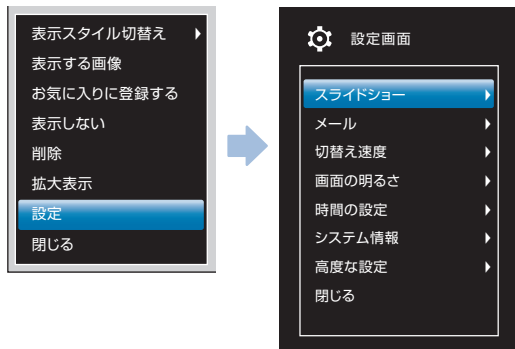 表示スタイル切替え
表示する画像
お気に入りに登録する
表示しない
削除
拡大表示
設定
閉じる
設定画面
スライドショー
メール
切替え速度
画面の明るさ
時間の設定
システム情報
高度な設定
閉じる